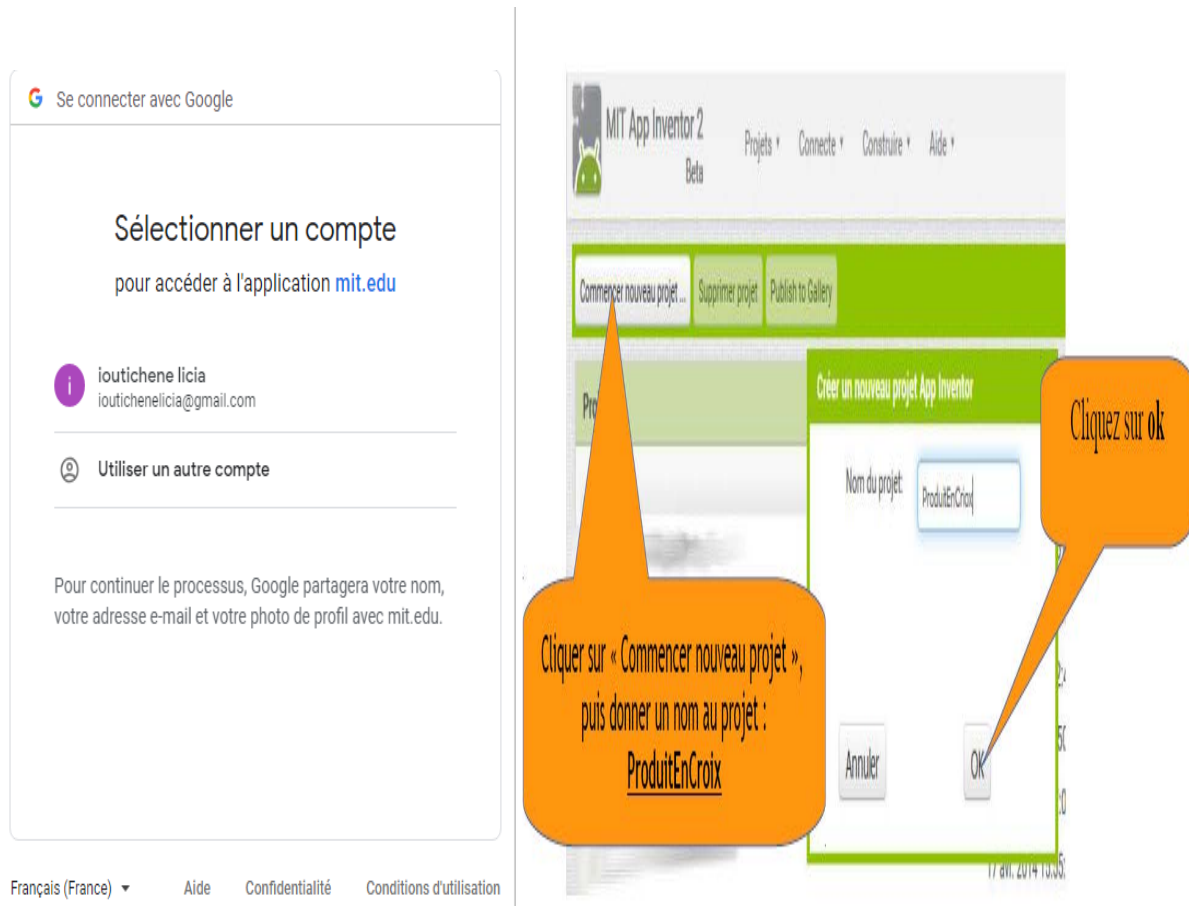 Se connecter avec Google
Sélectionner un compte
pour accéder à l'application mit.edu
i
ioutichene licia
ioutichenelicia@gmail.com
Utiliser un autre compte
Pour continuer le processus, Google partagera votre nom,
votre adresse e-mail et votre photo de profil avec mit.edu.
Français (France)
Aide
Confidentialité
Conditions d'utilisation
MIT App Inventor 2
Beta
Projets
Connecte
Construire
Aide
Commencer nouveau projet ...
Supprimer projet
Publish to Gallery
Créer un nouveau projet App Inventor
Nom du projet:
ProduitEnCriox
Annuler
OK
Cliquez sur ok
Cliquer sur « Commencer nouveau projet »,
puis donner un nom au projet :
ProduitEnCroix